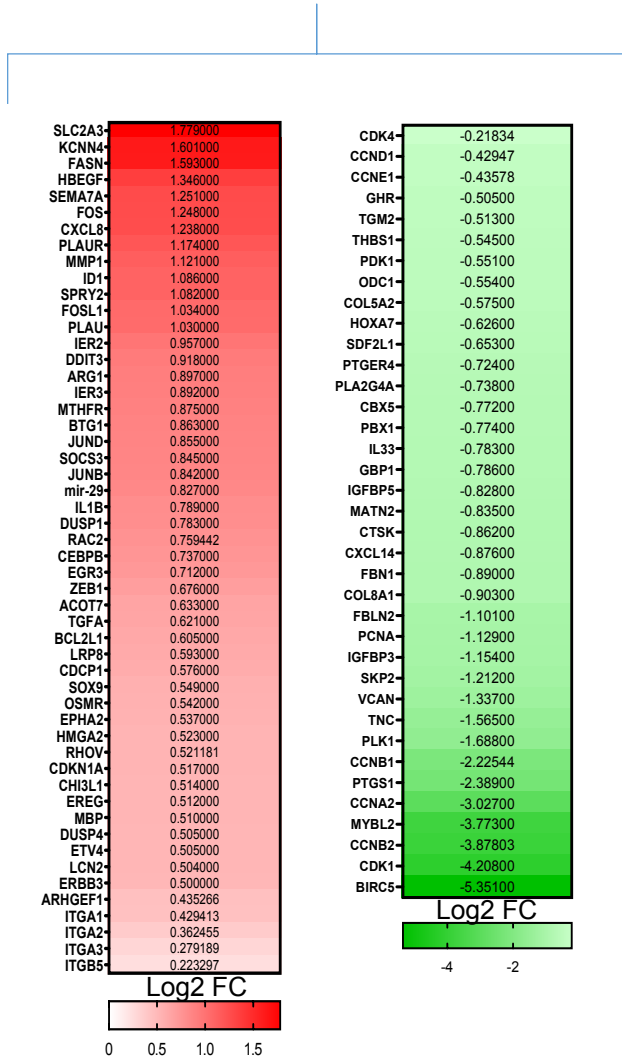 SLC2A3 1.779000
KCNN4 1.601000
FASN 1.593000
HBEGF 1.346000
SEMA7A 1.251000
FOS 1.248000
CXCL8 1.238000
PLAUR 1.174000
MMP1 1.121000
ID1 1.086000
SPRY2 1.082000
FOSL1 1.034000
PLAU 1.030000
IER2 0.957000
DDIT3 0.918000
ARG1 0.897000
IER3 0.892000
MTHFR 0.875000
BTG1 0.863000
JUND 0.855000
SOCS3 0.845000
JUNB 0.842000
mir-29 0.827000
IL1B 0.789000
DUSP1 0.783000
RAC2 0.759442
CEBPB 0.737000
EGR3 0.712000
ZEB1 0.676000
ACOT7 0.633000
TGFA 0.621000
BCL2L1 0.605000
LRP8 0.593000
CDCP1 0.576000
SOX9 0.549000
OSMR 0.542000
EPHA2 0.537000
HMGA2 0.523000
RHOV 0.521181
CDKN1A 0.517000
CHI3L1 0.514000
EREG 0.512000
MBP 0.510000
DUSP4 0.505000
ETV4 0.505000
LCN2 0.504000
ERBB3 0.500000
ARHGEF1 0.435266
ITGA1 0.429413
ITGA2 0.362455
ITGA3 0.279189
ITGB5 0.223297
Log2 FC
0 0.5 1.0 1.5
CDK4 -0.21834
CCND1 -0.42947
CCNE1 -0.43578
GHR -0.50500
TGM2 -0.51300
THBS1 -0.54500
PDK1 -0.55100
ODC1 -0.55400
COL5A2 -0.57500
HOXA7 -0.62600
SDF2L1 -0.65300
PTGER4 -0.72400
PLA2G4A -0.73800
CBX5 -0.77200
PBX1 -0.77400
IL33 -0.78300
GBP1 -0.78600
IGFBP5 -0.82800
MATN2 -0.83500
CTSK -0.86200
CXCL14 -0.87600
FBN1 -0.89000
COL8A1 -0.90300
FBLN2 -1.10100
PCNA -1.12900
IGFBP3 -1.15400
SKP2 -1.21200
VCAN -1.33700
TNC -1.56500
PLK1 -1.68800
CCNB1 -2.22544
PTGS1 -2.38900
CCNA2 -3.02700
MYBL2 -3.77300
CCNB2 -3.87803
CDK1 -4.20800
BIRC5 -5.35100
Log2 FC
-4 -2